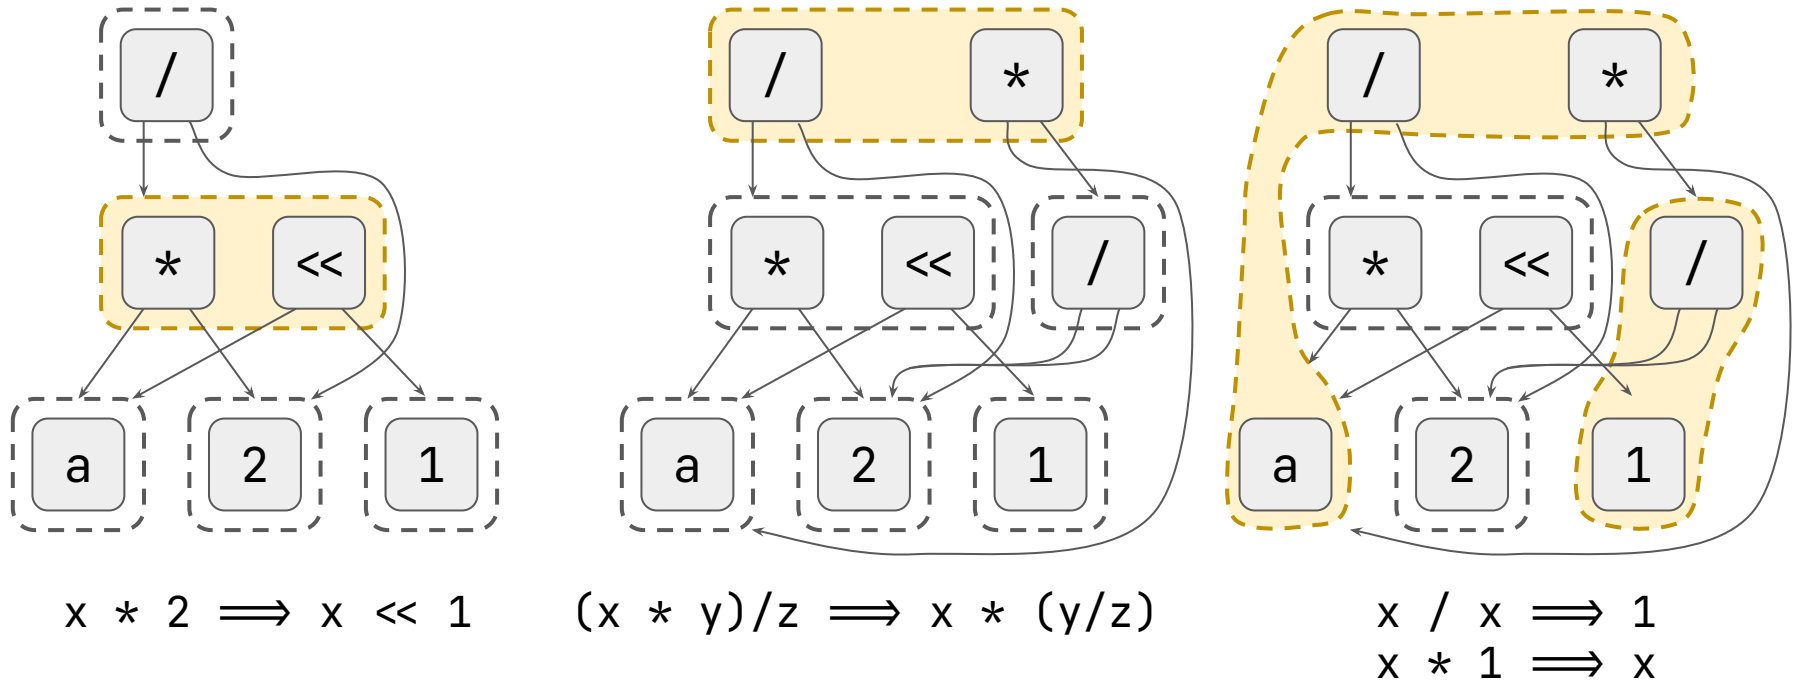 /
* <<
a 2 1
x * 2 ⟹ x << 1
/ *
* << /
a 2 1
(x * y)/z ⟹ x * (y/z)
/ *
* << /
a 2 1
x / x ⟹ 1
x * 1 ⟹ x